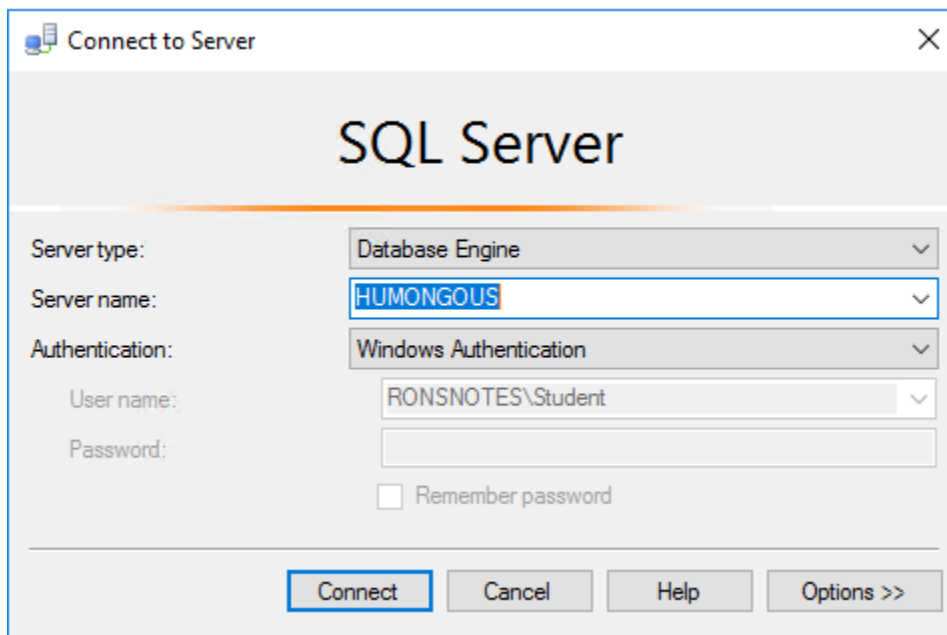 Connect to Server
SQL Server
Server type: Database Engine
Server name: HUMONGOUS
Authentication: Windows Authentication
User name: RONSNOTES\Student
Password:
Remember password
Connect Cancel Help Options >>